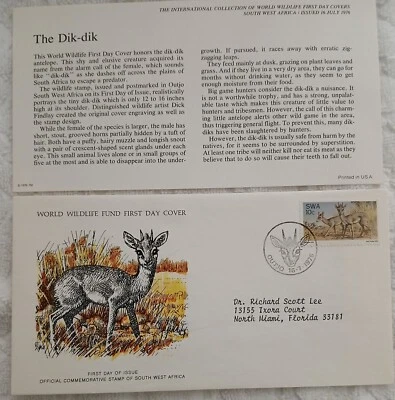 THE INTERNATIONAL COLLECTION OF WORLD WILDLIFE FIRST DAY COVERS
SOUTH WEST AFRICA - ISSUED 16 JULY 1976
The Dik-dik
This World Wildlife First Day Cover honors the dik-dik
antelope. This shy and elusive creature acquired its
name from the alarm call of the female, which sounds
like "dik-dik" as she dashes off across the plains of
South Africa to escape a predator.
The wildlife stamp, issued and postmarked in Outjo
South West Africa on its First Day of Issue, realistically
portrays the tiny dik-dik which is only 12 to 16 inches
high at its shoulder. Distinguished wildlife artist Dick
Findlay created the original cover engraving as well as
the stamp design.
While the female of the species is larger, the male has
short, stout, grooved horns partially hidden by a tuft of
hair. Both have a puffy, hairy muzzle and longish snout
with a pair of crescent-shaped scent glands under each
eye. This small animal lives alone or in small groups of
five at the most and is able to disappear into the under-
growth. If pursued, it races away with erratic zig-
zagging leaps.
They feed mainly at dusk, grazing on plant leaves and
grass. And if they live in a very dry area, they can go for
months without drinking water, as they seem to get
enough moisture from their food.
Big game hunters consider the dik-dik a nuisance. It
is not a worthwhile trophy, and has a strong, unpalat-
able taste which makes this creature of little value to
hunters and tribesmen. However, the alarm call of this charm-
ing little antelope alerts other wild game in the area,
thus triggering general flight. To prevent this, many dik-
diks have been slaughtered by hunters.
However, the dik-dik is usually safe from harm by the
natives, for it seems to be surrounded by superstition.
At least one tribe will neither kill nor eat its meat as they
believe that to do so will cause their teeth to fall out.
Printed in U.S.A.
WORLD WILDLIFE FUND FIRST DAY COVER
SWA
10c
OUTJO 16-7-1976
Dr. Richard Scott Lee
13155 Ixora Court
North Miami, Florida 33181
FIRST DAY OF ISSUE
OFFICIAL COMMEMORATIVE STAMP OF SOUTH WEST AFRICA